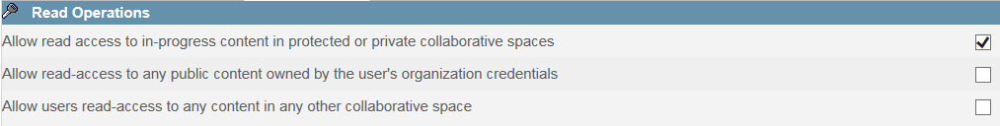 Read Operations
Allow read access to in-progress content in protected or private collaborative spaces
Allow read-access to any public content owned by the user's organization credentials
Allow users read-access to any content in any other collaborative space